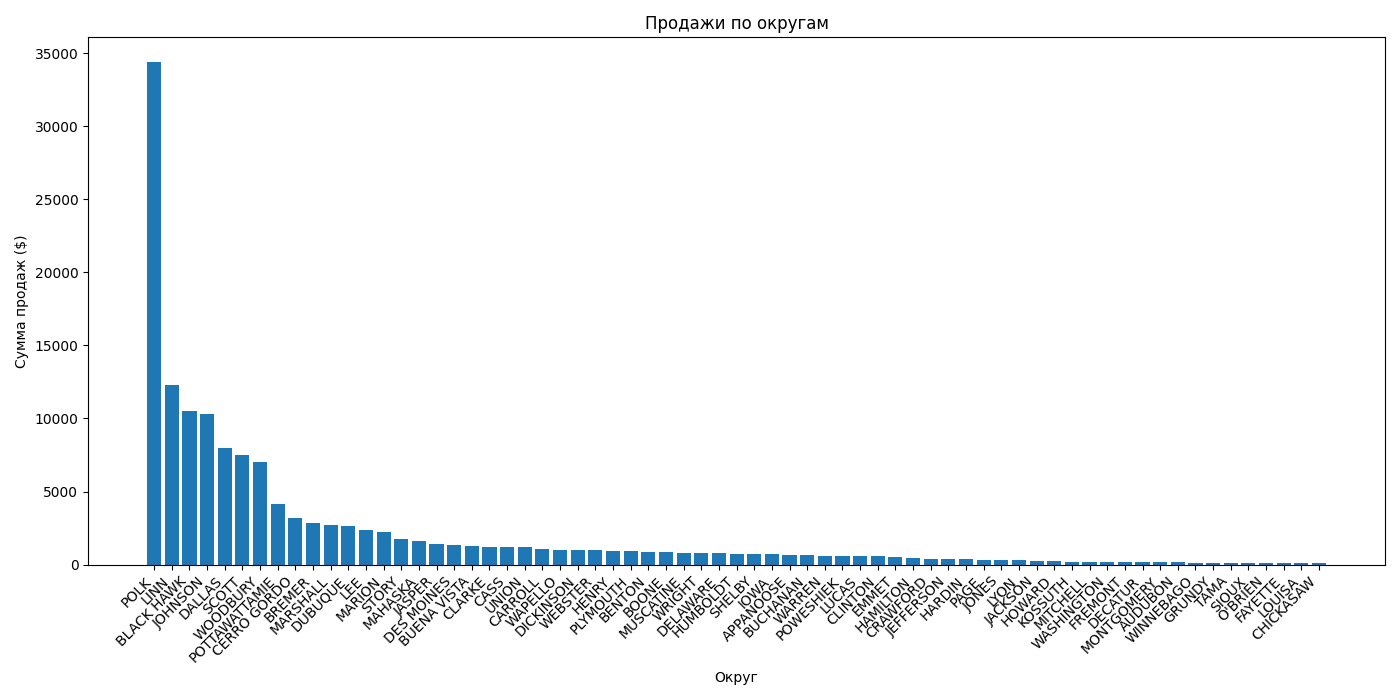 Продажи по округам
Сумма продаж ($)
35000
30000
25000
20000
15000
10000
5000
0
POLK
LINN
BLACK HAWK
JOHNSON
DALLAS
SCOTT
WOODBURY
POTTAWATTAMIE
CERRO GORDO
BREMER
MARSHALL
DUBUQUE
LEE
MARION
STORY
MAHASKA
JASPER
DES MOINES
BUENA VISTA
CLARKE
CASS
UNION
CARROLL
WAPELLO
DICKINSON
WEBSTER
HENRY
PLYMOUTH
BENTON
BOONE
MUSCATINE
WRIGHT
DELAWARE
HUMBOLDT
SHELBY
IOWA
APPANOOSE
BUCHANAN
WARREN
POWESHIEK
LUCAS
CLINTON
EMMET
HAMILTON
CRAWFORD
JEFFERSON
HARDIN
PAGE
JONES
LYON
JACKSON
HOWARD
KOSSUTH
MITCHELL
WASHINGTON
FREMONT
DECATUR
MONTGOMERY
AUDUBON
WINNEBAGO
GRUNDY
TAMA
SIOUX
O'BRIEN
FAYETTE
LOUISA
CHICKASAW
Округ